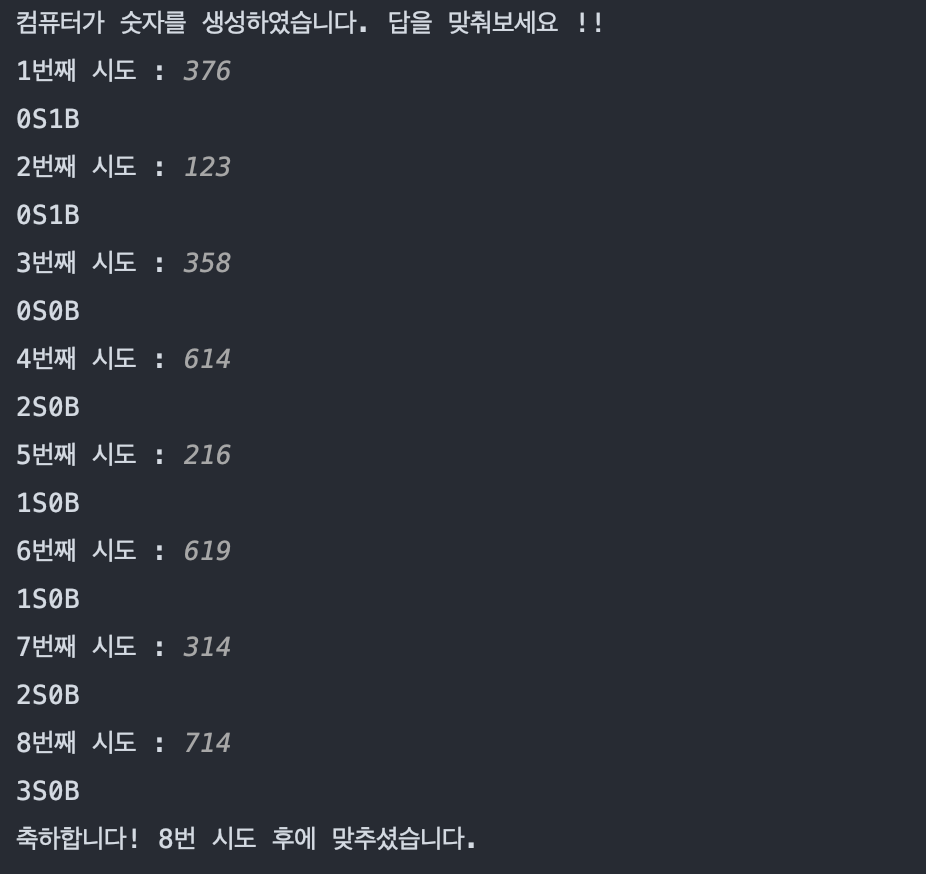 컴퓨터가 숫자를 생성하였습니다. 답을 맞춰보세요 !!
1번째 시도 : 376
0S1B
2번째 시도 : 123
0S1B
3번째 시도 : 358
0S0B
4번째 시도 : 614
2S0B
5번째 시도 : 216
1S0B
6번째 시도 : 619
1S0B
7번째 시도 : 314
2S0B
8번째 시도 : 714
3S0B
축하합니다! 8번 시도 후에 맞추셨습니다.